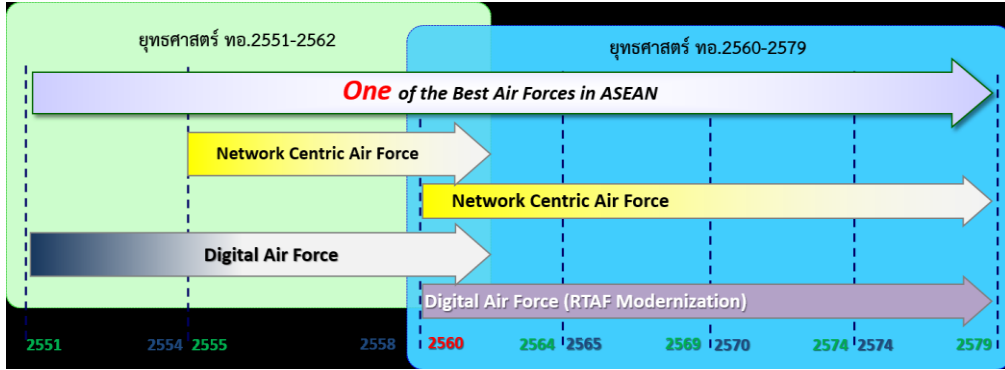 ยุทธศาสตร์ ทอ.2551-2562
ยุทธศาสตร์ ทอ.2560-2579
One of the Best Air Forces in ASEAN
Network Centric Air Force
Network Centric Air Force
Digital Air Force
Digital Air Force (RTAF Modernization)
2551 2554 2555 2558 2560 2564 2565 2569 2570 2574 2574 2579